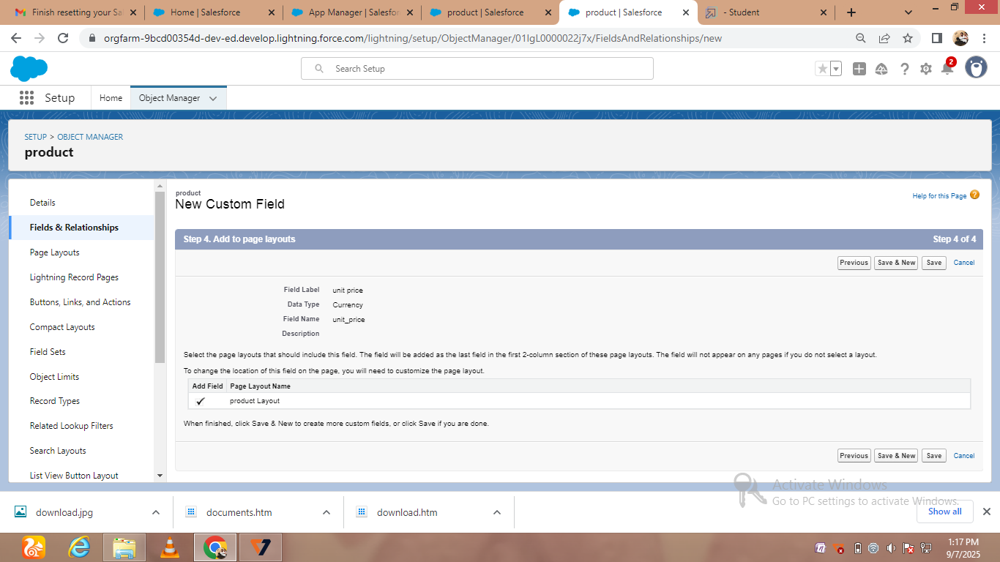 Finish resetting your Sa
Home | Salesforce
App Manager | Salesfor
product | Salesforce
product | Salesforce
- Student
orgfarm-9bcd00354d-dev-ed.develop.lightning.force.com/lightning/setup/ObjectManager/01IgL0000022j7x/FieldsAndRelationships/new
Search Setup
2
Setup
Home
Object Manager
SETUP > OBJECT MANAGER
product
Details
Fields & Relationships
Page Layouts
Lightning Record Pages
Buttons, Links, and Actions
Compact Layouts
Field Sets
Object Limits
Record Types
Related Lookup Filters
Search Layouts
List View Button Layout
product
New Custom Field
Help for this Page ?
Step 4. Add to page layouts Step 4 of 4
Previous Save & New Save Cancel
Field Label unit price
Data Type Currency
Field Name unit_price
Description
Select the page layouts that should include this field. The field will be added as the last field in the first 2-column section of these page layouts. The field will not appear on any pages if you do not select a layout.
To change the location of this field on the page, you will need to customize the page layout.
Add Field Page Layout Name
product Layout
When finished, click Save & New to create more custom fields, or click Save if you are done.
Previous Save & New Save Cancel
Activate Windows
Go to PC settings to activate Windows.
download.jpg
documents.htm
download.htm
Show all
1:17 PM
9/7/2025